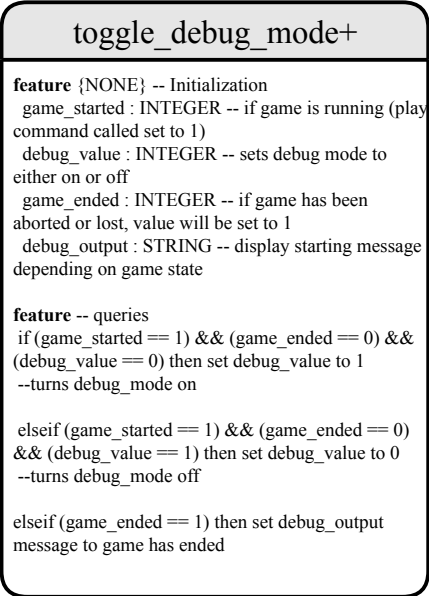 toggle_debug_mode+
feature {NONE} -- Initialization
game_started : INTEGER -- if game is running (play
command called set to 1)
debug_value : INTEGER -- sets debug mode to
either on or off
game_ended : INTEGER -- if game has been
aborted or lost, value will be set to 1
debug_output : STRING -- display starting message
depending on game state
feature -- queries
if (game_started == 1) && (game_ended == 0) &&
(debug_value == 0) then set debug_value to 1
--turns debug_mode on
elseif (game_started == 1) && (game_ended == 0)
&& (debug_value == 1) then set debug_value to 0
--turns debug_mode off
elseif (game_ended == 1) then set debug_output
message to game has ended